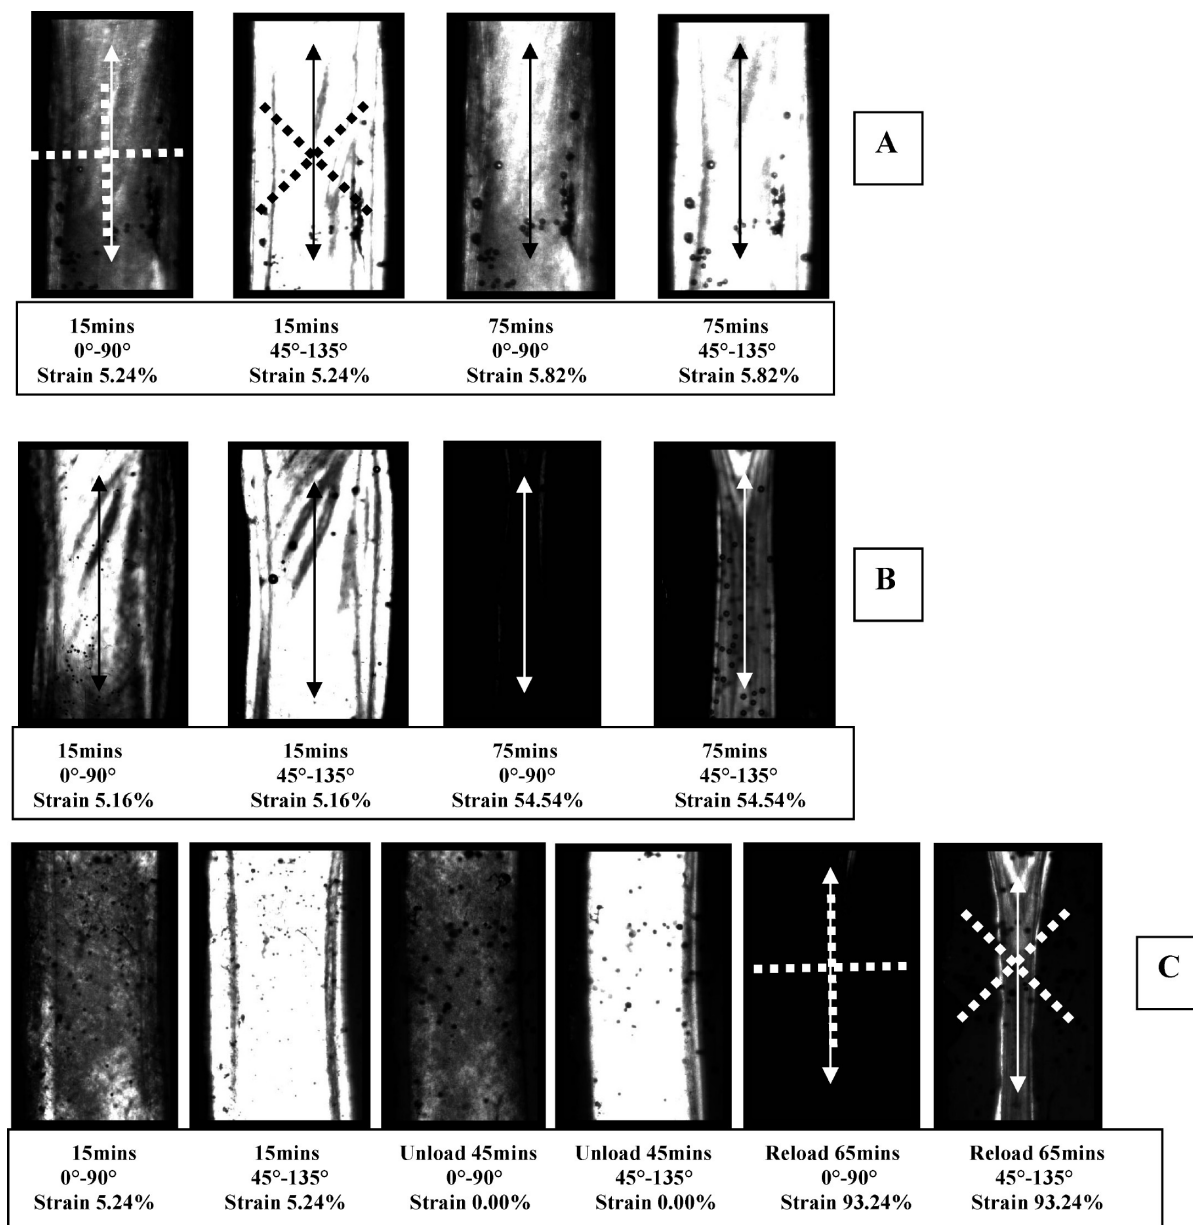 A
15mins
0°-90°
Strain 5.24%
15mins
45°-135°
Strain 5.24%
75mins
0°-90°
Strain 5.82%
75mins
45°-135°
Strain 5.82%
B
15mins
0°-90°
Strain 5.16%
15mins
45°-135°
Strain 5.16%
75mins
0°-90°
Strain 54.54%
75mins
45°-135°
Strain 54.54%
C
15mins
0°-90°
Strain 5.24%
15mins
45°-135°
Strain 5.24%
Unload 45mins
0°-90°
Strain 0.00%
Unload 45mins
45°-135°
Strain 0.00%
Reload 65mins
0°-90°
Strain 93.24%
Reload 65mins
45°-135°
Strain 93.24%